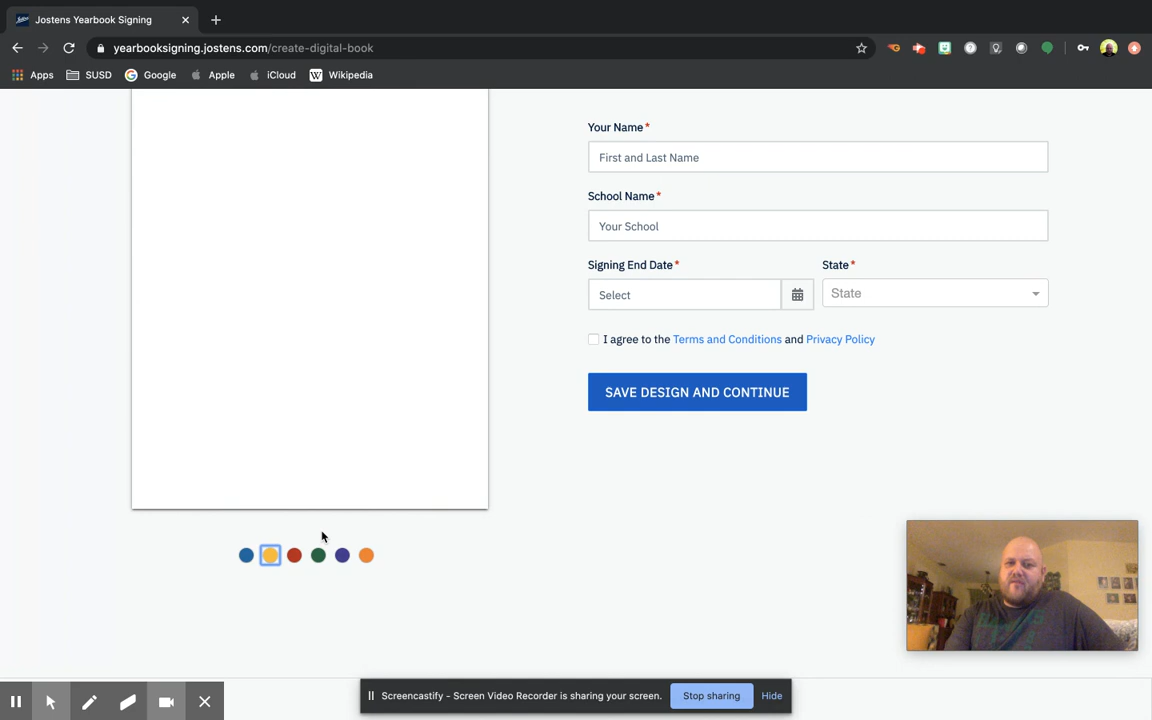 Jostens Yearbook Signing
yearbooksigning.jostens.com/create-digital-book
Apps SUSD Google Apple iCloud Wikipedia
Your Name*
First and Last Name
School Name*
Your School
Signing End Date* State*
Select State
I agree to the Terms and Conditions and Privacy Policy
SAVE DESIGN AND CONTINUE
Screencastify - Screen Video Recorder is sharing your screen. Stop sharing Hide